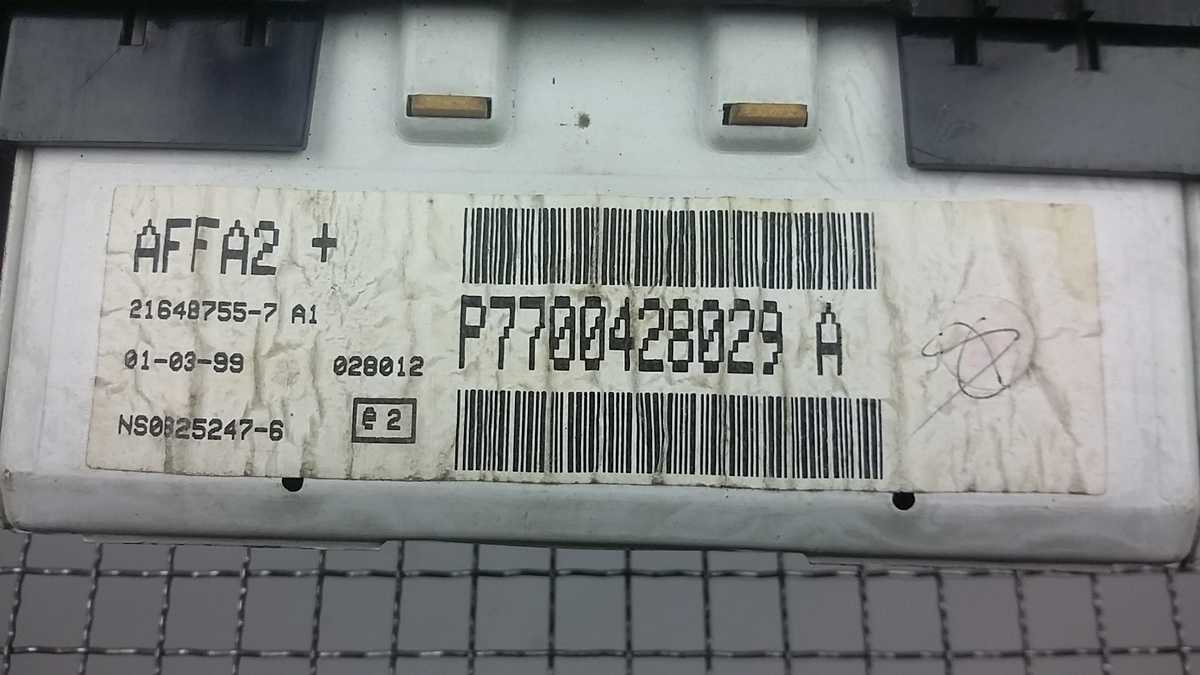 AFFA2 +
21648755-7 A1
01-03-99 028012
NS0825247-6
e 2
P7700428029 A